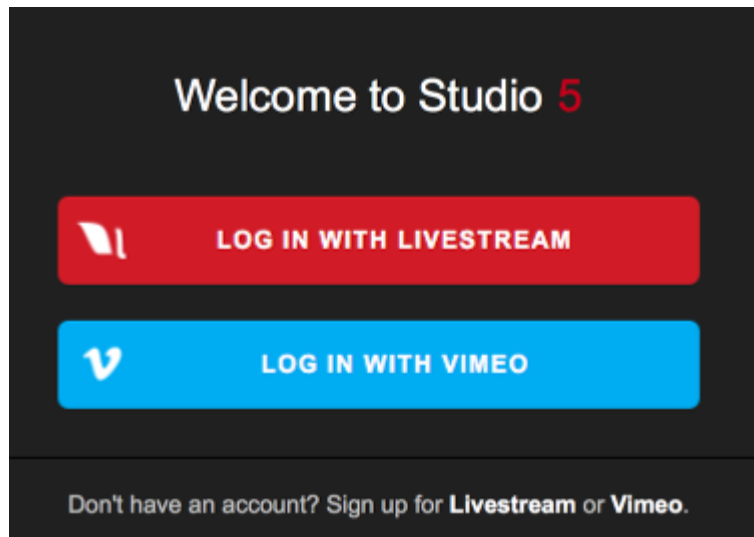 Welcome to Studio 5
LOG IN WITH LIVESTREAM
LOG IN WITH VIMEO
Don't have an account? Sign up for Livestream or Vimeo.